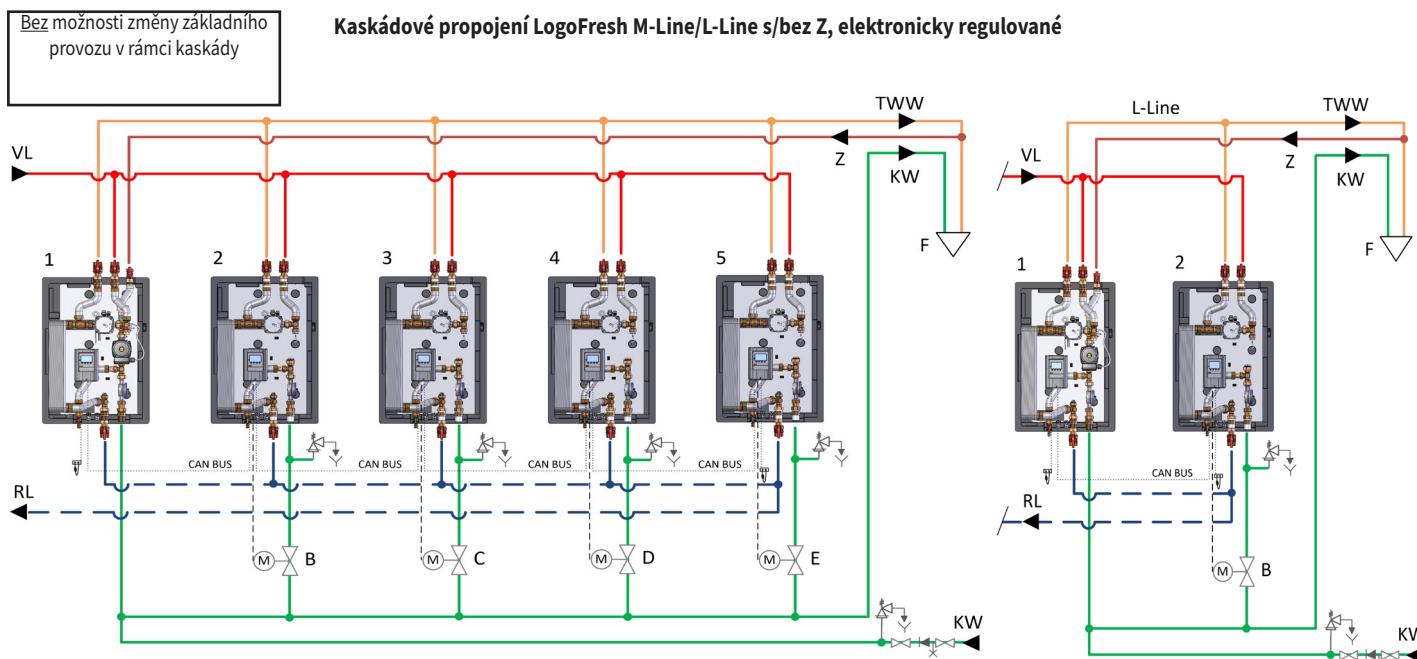 Bez možnosti změny základního
provozu v rámci kaskády
Kaskádové propojení LogoFresh M-Line/L-Line s/bez Z, elektronicky regulované
TWW
Z
KW
VL
F
1
2
3
4
5
CAN BUS
CAN BUS
CAN BUS
CAN BUS
RL
M
B
M
C
M
D
M
E
KW
L-Line
TWW
Z
KW
VL
F
1
2
CAN BUS
RL
M
B
KW